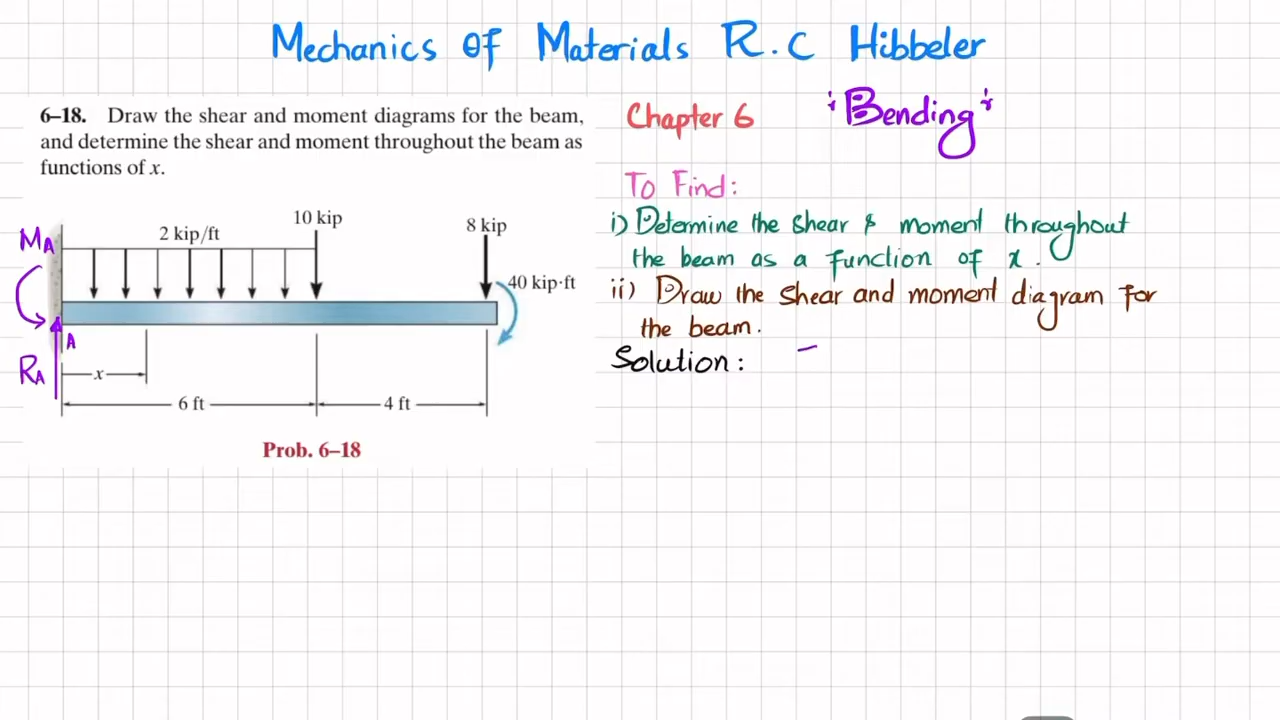 Mechanics Of Materials R.C Hibbeler
6–18. Draw the shear and moment diagrams for the beam,
and determine the shear and moment throughout the beam as
functions of x.
Chapter 6 "Bending"
To Find:
i) Determine the shear & moment throughout
the beam as a function of x.
ii) Draw the shear and moment diagram for
the beam.
Solution:
10 kip
2 kip/ft
8 kip
MA
40 kip·ft
A
RA
x
6 ft
4 ft
Prob. 6–18